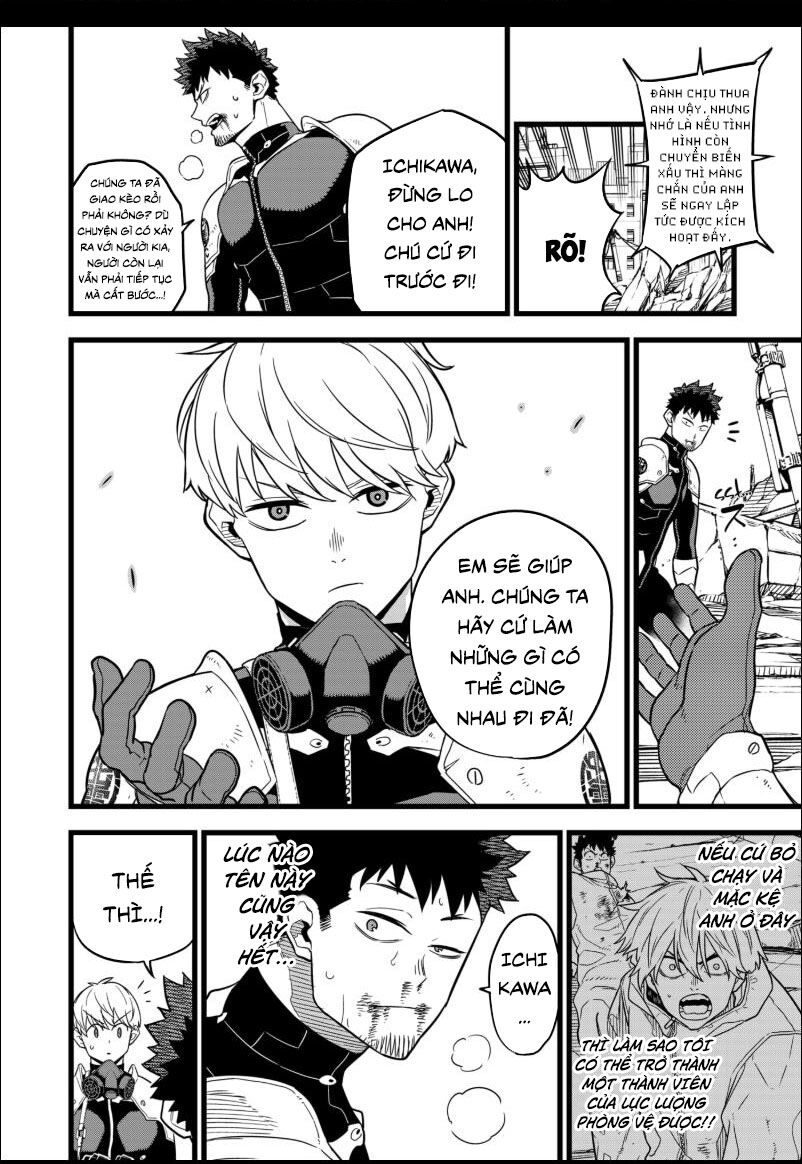 ĐÀNH CHỊU THUA
ANH VẬY. NHƯNG
NHỚ LÀ NẾU TÌNH
HÌNH CÒN
CHUYỂN BIẾN
XẤU THÌ MÀNG
CHẮN CỦA ANH
SẼ NGAY LẬP
TỨC ĐƯỢC KÍCH
HOẠT ĐẤY.
RÕ!
ICHIKAWA,
ĐỪNG LO
CHO ANH!
CHÚ CỨ ĐI
TRƯỚC ĐI!
CHÚNG TA ĐÃ
GIAO KÈO RỒI
PHẢI KHÔNG? DÙ
CHUYỆN GÌ CÓ XẢY
RA VỚI NGƯỜI KIA,
NGƯỜI CÒN LẠI
VẪN PHẢI TIẾP TỤC
MÀ CẤT BƯỚC...!
EM SẼ GIÚP
ANH. CHÚNG TA
HÃY CỨ LÀM
NHỮNG GÌ CÓ
THỂ CÙNG
NHAU ĐI ĐÃ!
NẾU CỨ BỎ
CHẠY VÀ
MẶC KỆ
ANH Ở ĐÂY
THÌ LÀM SAO TÔI
CÓ THỂ TRỞ THÀNH
MỘT THÀNH VIÊN
CỦA LỰC LƯỢNG
PHÒNG VỆ ĐƯỢC!!
ICHI
KAWA
...
LÚC NÀO
TÊN NÀY
CŨNG
VẬY
HẾT...
THẾ
THÌ...!